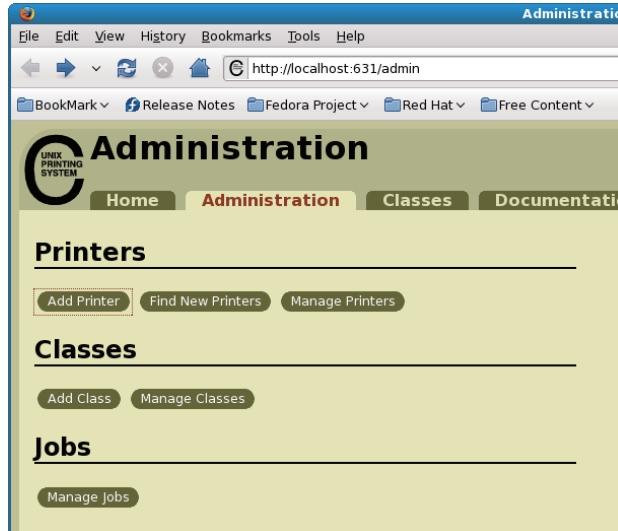 Administratio
File Edit View History Bookmarks Tools Help
http://localhost:631/admin
BookMark Release Notes Fedora Project Red Hat Free Content
UNIX
PRINTING
SYSTEM
Administration
Home Administration Classes Documentati
Printers
Add Printer Find New Printers Manage Printers
Classes
Add Class Manage Classes
Jobs
Manage Jobs